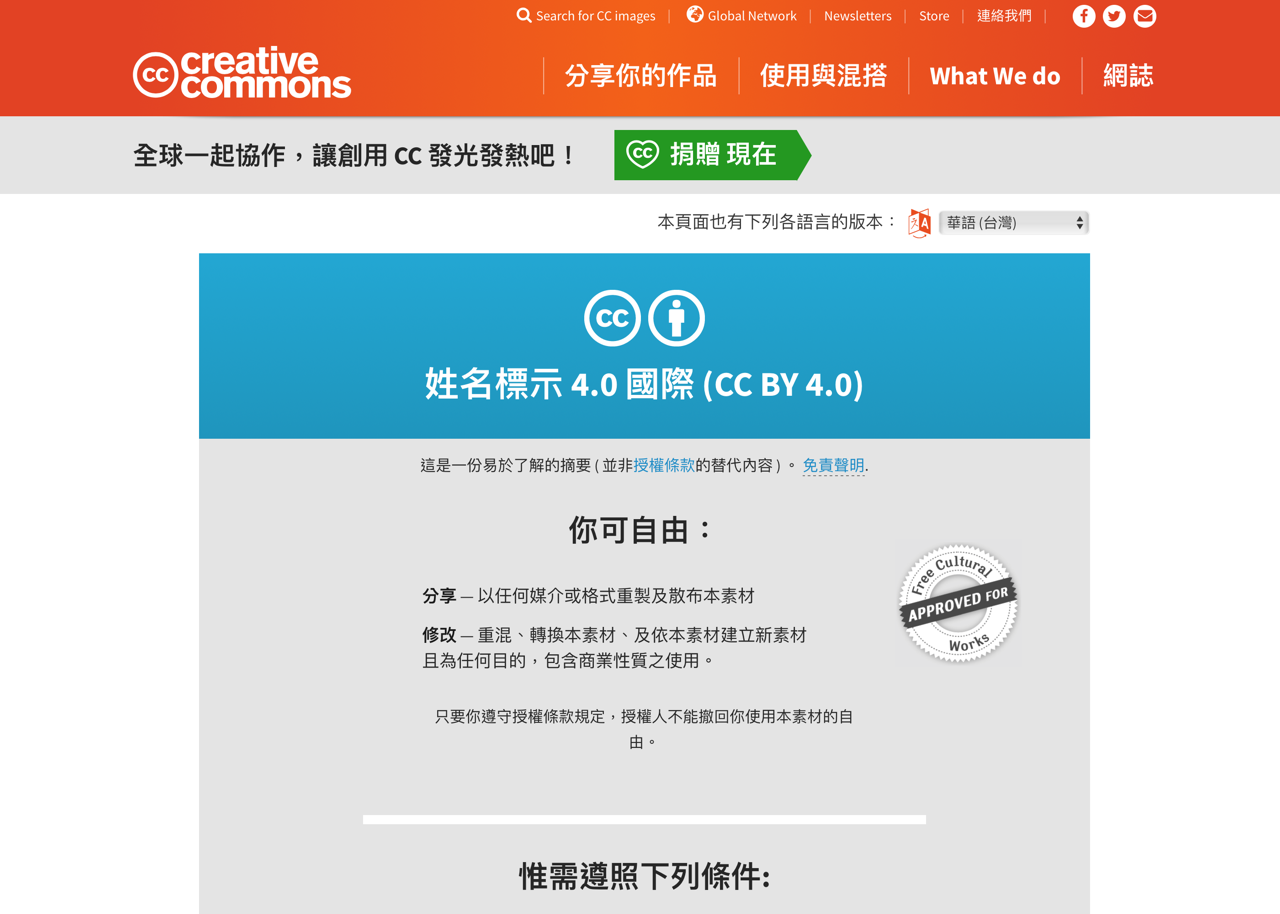 Search for CC images | Global Network | Newsletters | Store | 連絡我們 |
cc creative commons
分享你的作品 使用與混搭 What We do 網誌
全球一起協作，讓創用 CC 發光發熱吧！ cc 捐贈 現在
本頁面也有下列各語言的版本： 華語 (台灣)
cc
姓名標示 4.0 國際 (CC BY 4.0)
這是一份易於了解的摘要 ( 並非授權條款的替代內容 ) 。 免責聲明.
你可自由：
Free Cultural
APPROVED FOR
Works
分享 — 以任何媒介或格式重製及散布本素材
修改 — 重混、轉換本素材、及依本素材建立新素材
且為任何目的，包含商業性質之使用。
只要你遵守授權條款規定，授權人不能撤回你使用本素材的自
由。
惟需遵照下列條件: